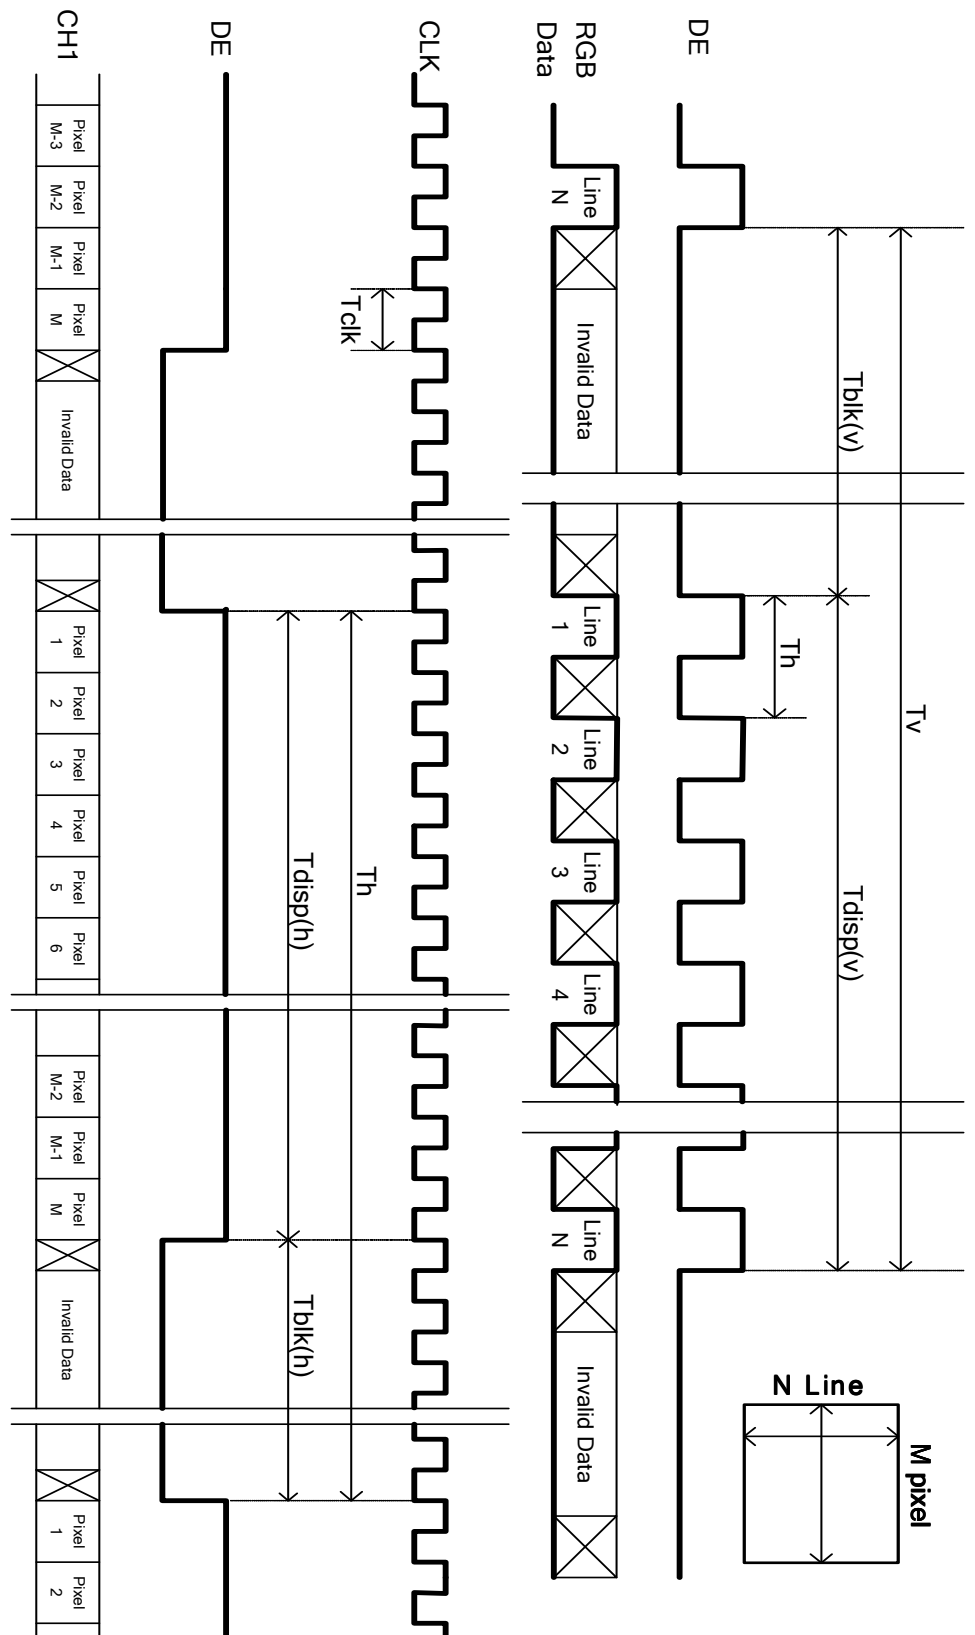 Tv
Tblk(v)
Tdisp(v)
Th
DE
RGB
Data
Line
N
Invalid Data
Line
1
Line
2
Line
3
Line
4
Line
N
Invalid Data
N Line
M pixel
CLK
Tclk
Th
Tdisp(h)
Tblk(h)
DE
CH1
Pixel
M-3
Pixel
M-2
Pixel
M-1
Pixel
M
Invalid Data
Pixel
1
Pixel
2
Pixel
3
Pixel
4
Pixel
5
Pixel
6
Pixel
M-2
Pixel
M-1
Pixel
M
Invalid Data
Pixel
1
Pixel
2